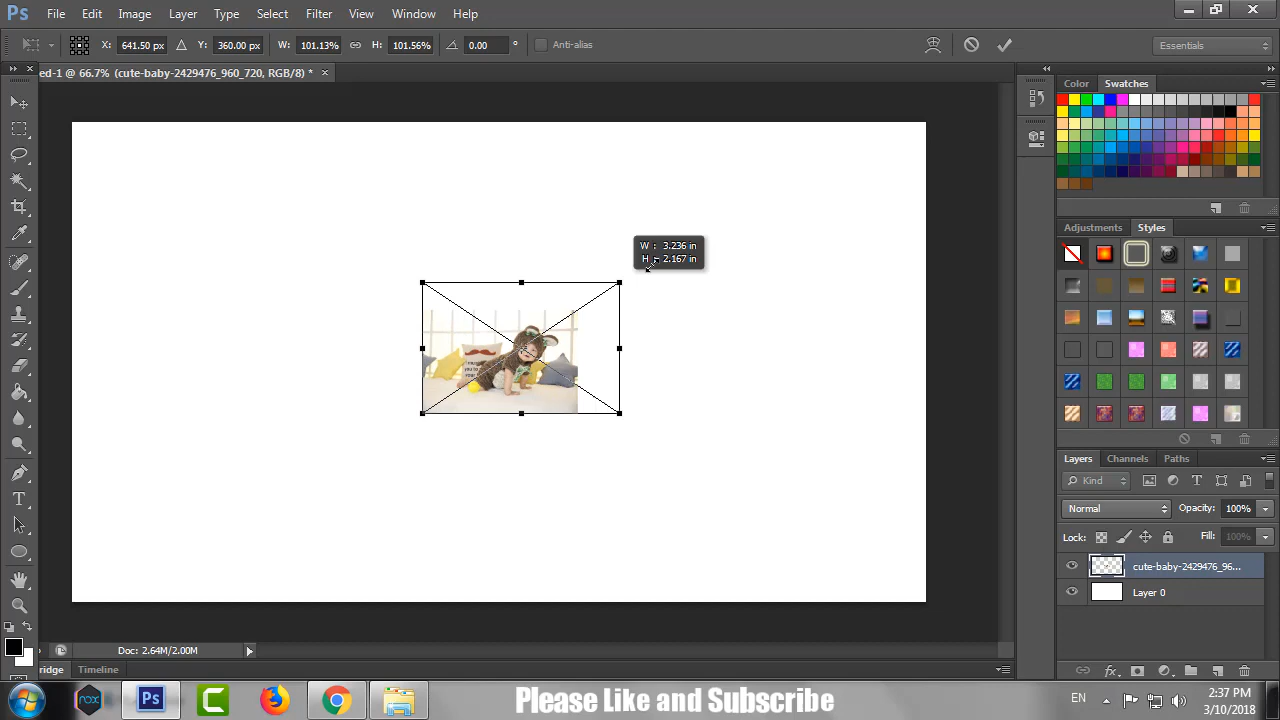 Ps File Edit Image Layer Type Select Filter View Window Help
X: 641.50 px Y: 360.00 px W: 101.13% H: 101.56% 0.00 ° Anti-alias Essentials
ed-1 @ 66.7% (cute-baby-2429476_960_720, RGB/8) * ×
Color Swatches
Adjustments Styles
W : 3.236 in
H : 2.167 in
Layers Channels Paths
Kind
Normal Opacity: 100%
Lock: Fill: 100%
cute-baby-2429476_96...
Layer 0
Doc: 2.64M/2.00M
ridge Timeline
Ps Please Like and Subscribe EN 2:37 PM
3/10/2018